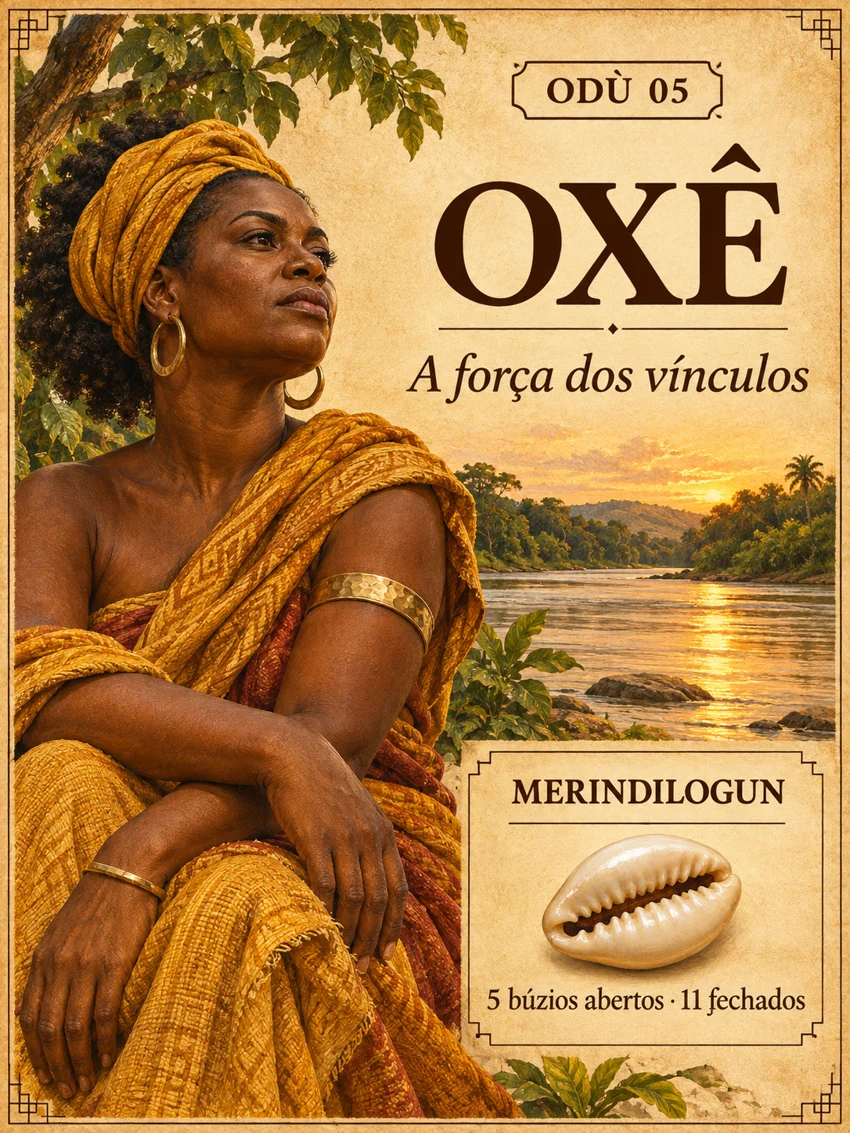 ODÙ 05
OXÊ
A força dos vínculos
MERINDILOGUN
5 búzios abertos · 11 fechados